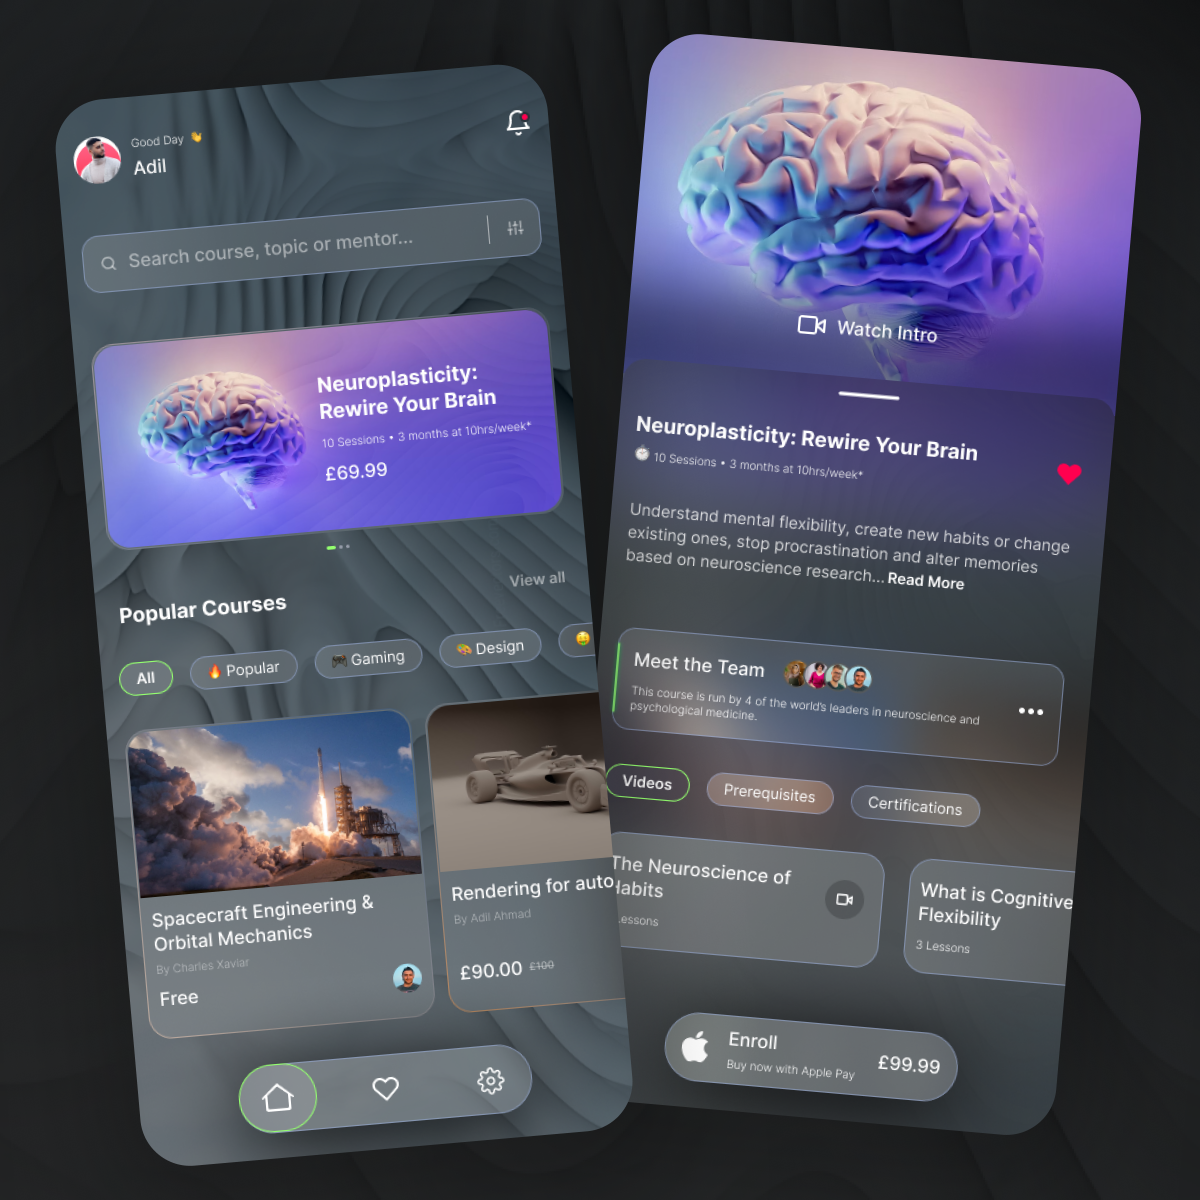 Good Day 👋
Adil
Search course, topic or mentor...
Neuroplasticity:
Rewire Your Brain
10 Sessions • 3 months at 10hrs/week*
£69.99
View all
Popular Courses
All
🔥 Popular
🎮 Gaming
🎨 Design
🤑
Spacecraft Engineering &
Orbital Mechanics
By Charles Xaviar
Free
Rendering for auto
By Adil Ahmad
£90.00 £100
Watch Intro
Neuroplasticity: Rewire Your Brain
10 Sessions • 3 months at 10hrs/week*
Understand mental flexibility, create new habits or change
existing ones, stop procrastination and alter memories
based on neuroscience research... Read More
Meet the Team
This course is run by 4 of the world's leaders in neuroscience and
psychological medicine.
Videos
Prerequisites
Certifications
The Neuroscience of
Habits
Lessons
What is Cognitive
Flexibility
3 Lessons
Enroll
Buy now with Apple Pay
£99.99